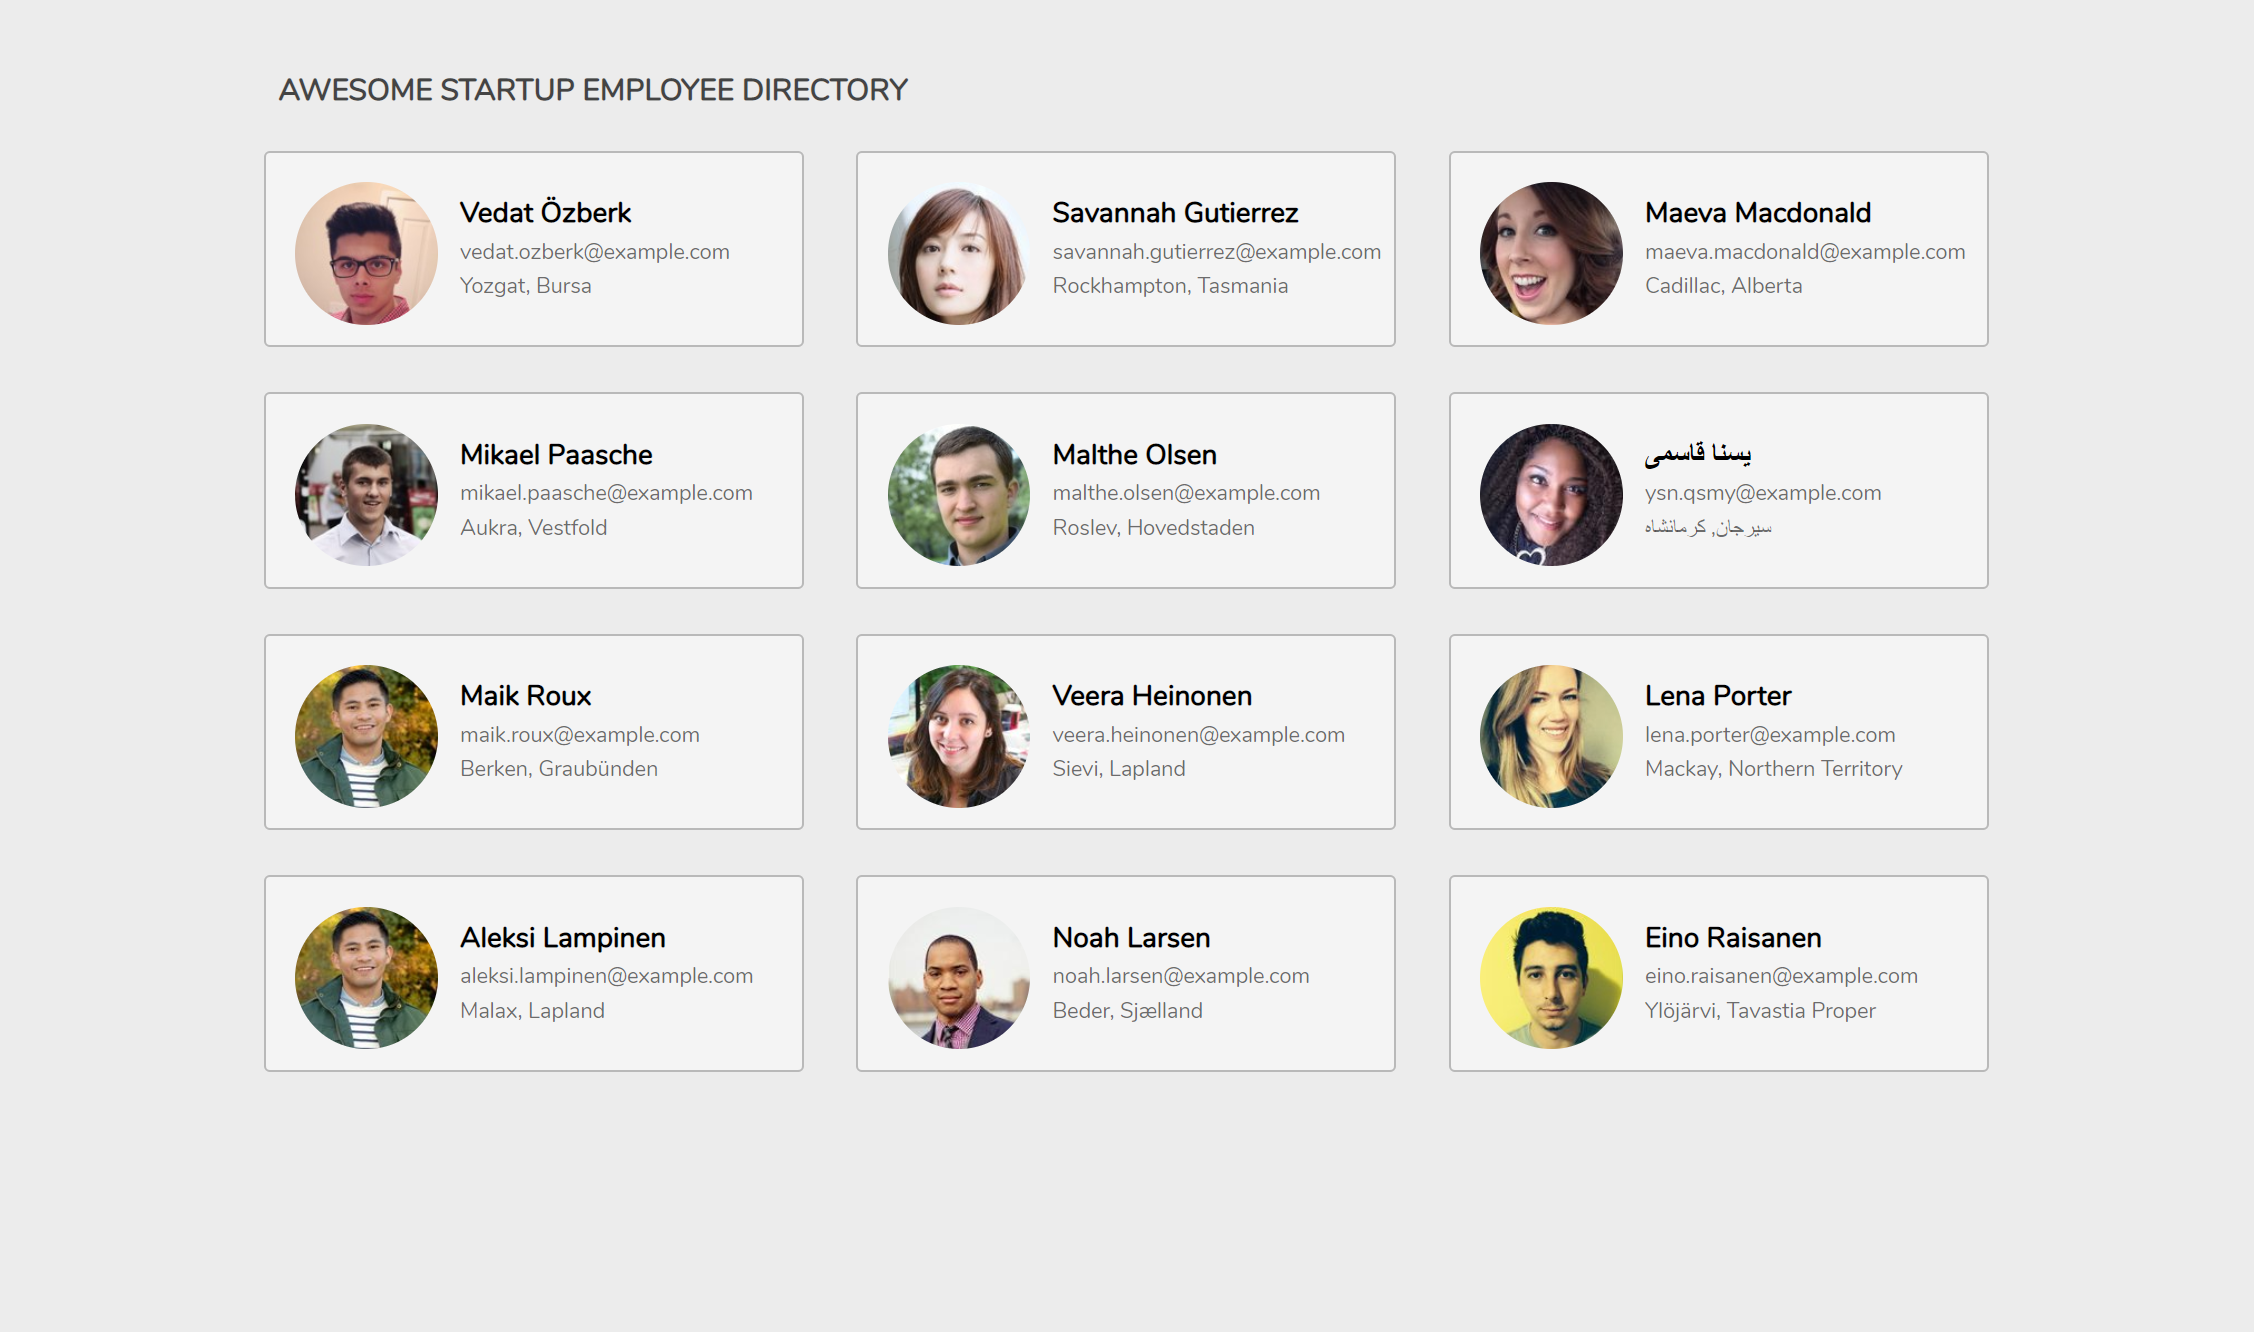 AWESOME STARTUP EMPLOYEE DIRECTORY
Vedat Özberk
vedat.ozberk@example.com
Yozgat, Bursa
Savannah Gutierrez
savannah.gutierrez@example.com
Rockhampton, Tasmania
Maeva Macdonald
maeva.macdonald@example.com
Cadillac, Alberta
Mikael Paasche
mikael.paasche@example.com
Aukra, Vestfold
Malthe Olsen
malthe.olsen@example.com
Roslev, Hovedstaden
یسنا قاسمی
ysn.qsmy@example.com
سیرجان, کرمانشاه
Maik Roux
maik.roux@example.com
Berken, Graubünden
Veera Heinonen
veera.heinonen@example.com
Sievi, Lapland
Lena Porter
lena.porter@example.com
Mackay, Northern Territory
Aleksi Lampinen
aleksi.lampinen@example.com
Malax, Lapland
Noah Larsen
noah.larsen@example.com
Beder, Sjælland
Eino Raisanen
eino.raisanen@example.com
Ylöjärvi, Tavastia Proper